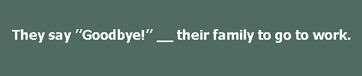 They say ”Goodbye!” __ their family to go to work.